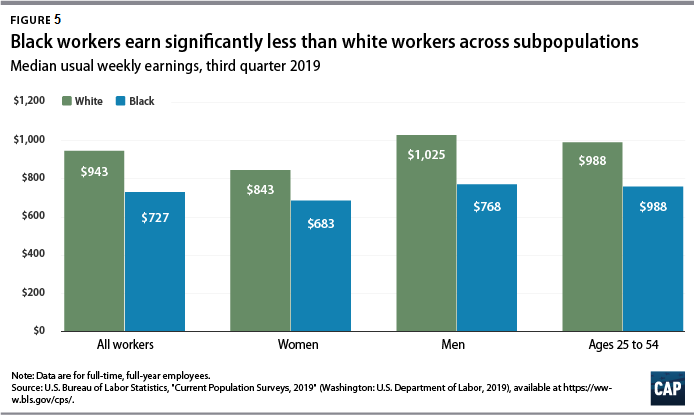 FIGURE 5
Black workers earn significantly less than white workers across subpopulations
Median usual weekly earnings, third quarter 2019
$1,200
White
Black
$1,000
$800
$600
$400
$200
$0
$943
$727
$843
$683
$1,025
$768
$988
$988
All workers
Women
Men
Ages 25 to 54
Note: Data are for full-time, full-year employees.
Source: U.S. Bureau of Labor Statistics, "Current Population Surveys, 2019" (Washington: U.S. Department of Labor, 2019), available at https://ww-
w.bls.gov/cps/.
CAP